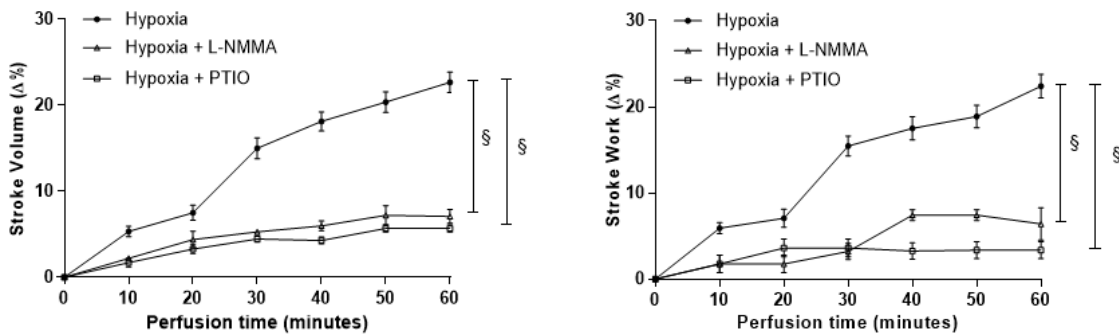 30
20
10
0
Stroke Volume (Δ %)
Hypoxia
Hypoxia + L-NMMA
Hypoxia + PTIO
§
§
0 10 20 30 40 50 60
Perfusion time (minutes)
30
20
10
0
Stroke Work (Δ %)
Hypoxia
Hypoxia + L-NMMA
Hypoxia + PTIO
§
§
0 10 20 30 40 50 60
Perfusion time (minutes)